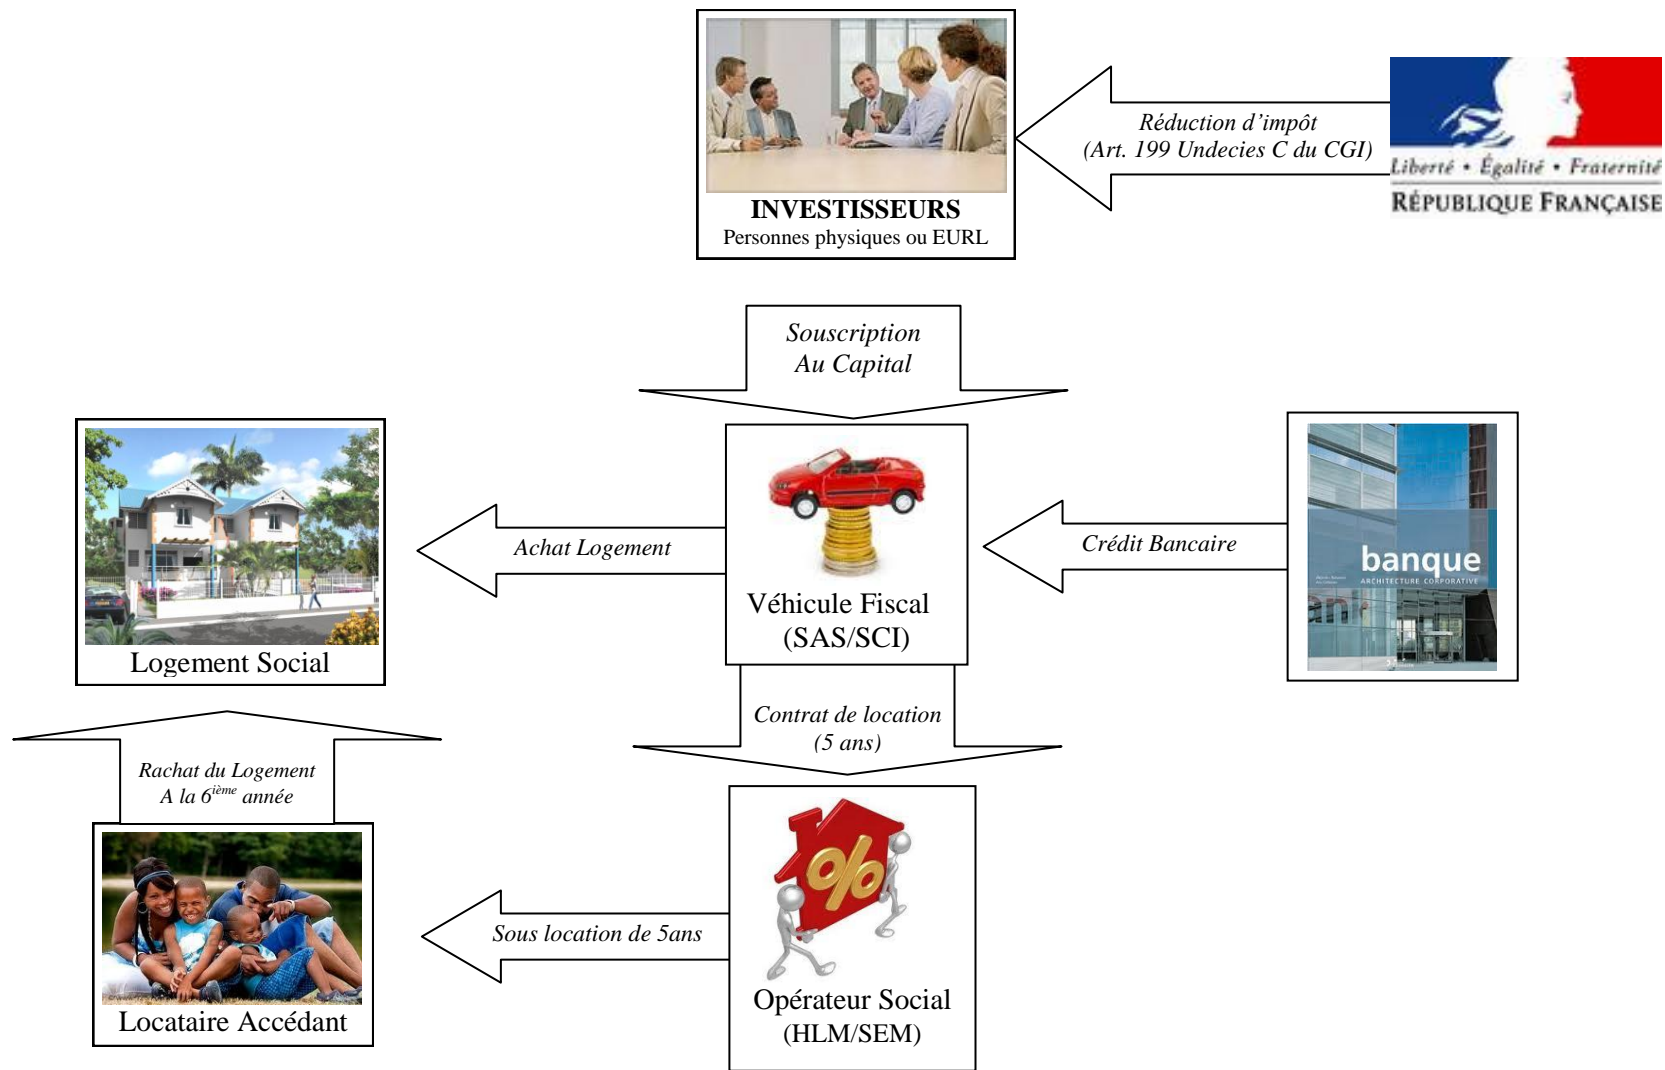 INVESTISSEURS
Personnes physiques ou EURL
Réduction d'impôt
(Art. 199 Undecies C du CGI)
Liberté • Égalité • Fraternité
RÉPUBLIQUE FRANÇAISE
Souscription
Au Capital
Logement Social
Achat Logement
Véhicule Fiscal
(SAS/SCI)
Crédit Bancaire
banque
ARCHITECTURE CORPORATIVE
Contrat de location
(5 ans)
Rachat du Logement
A la 6ième année
Locataire Accédant
Sous location de 5ans
%
Opérateur Social
(HLM/SEM)